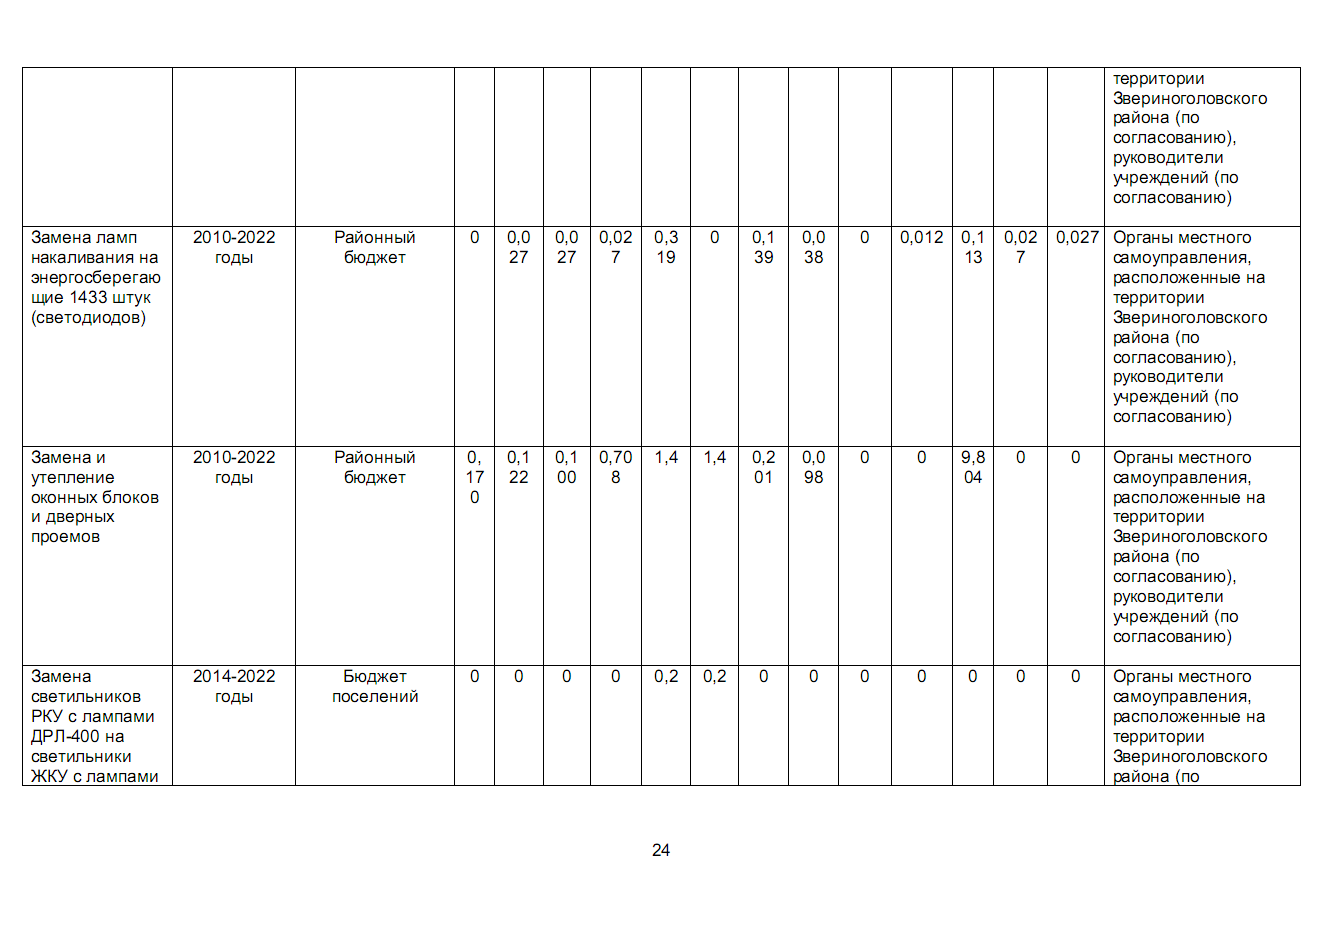 территории
Звериноголовского
района (по
согласованию),
руководители
учреждений (по
согласованию)
Замена ламп
накаливания на
энергосберегаю
щие 1433 штук
(светодиодов)
2010-2022
годы
Районный
бюджет
0
0,0
27
0,0
27
0,02
7
0,3
19
0
0,1
39
0,0
38
0
0,012
0,1
13
0,02
7
0,027
Органы местного
самоуправления,
расположенные на
территории
Звериноголовского
района (по
согласованию),
руководители
учреждений (по
согласованию)
Замена и
утепление
оконных блоков
и дверных
проемов
2010-2022
годы
Районный
бюджет
0,
17
0
0,1
22
0,1
00
0,70
8
1,4
1,4
0,2
01
0,0
98
0
0
9,8
04
0
0
Органы местного
самоуправления,
расположенные на
территории
Звериноголовского
района (по
согласованию),
руководители
учреждений (по
согласованию)
Замена
светильников
РКУ с лампами
ДРЛ-400 на
светильники
ЖКУ с лампами
2014-2022
годы
Бюджет
поселений
0
0
0
0
0,2
0,2
0
0
0
0
0
0
0
Органы местного
самоуправления,
расположенные на
территории
Звериноголовского
района (по
24